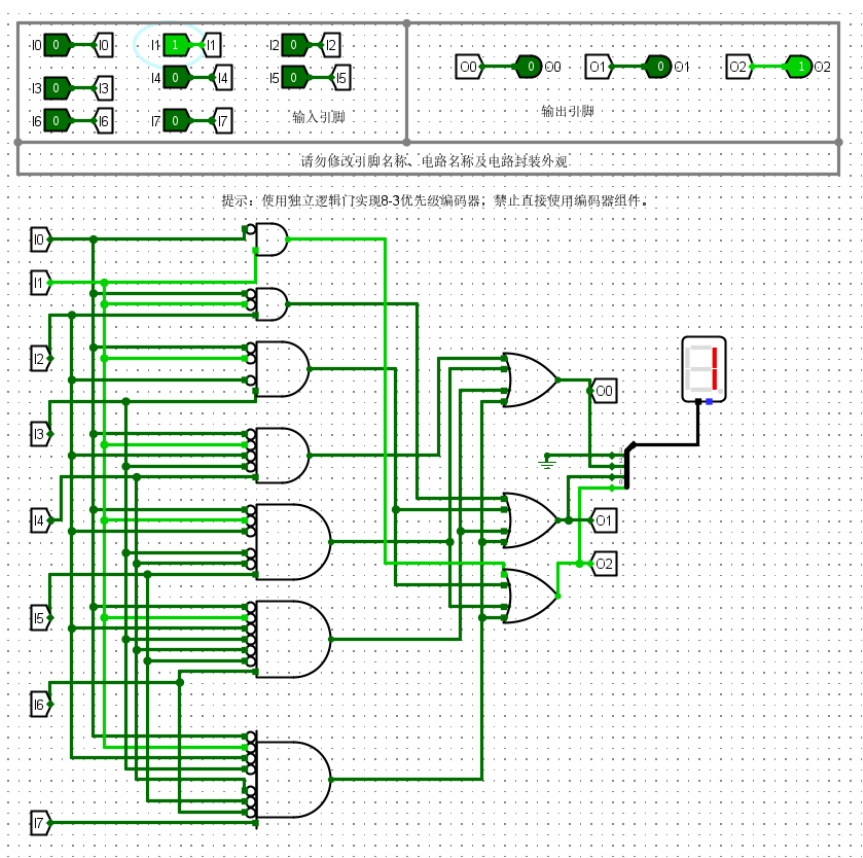 I0 0 I0 I1 1 I1 I2 0 I2
I3 0 I3 I4 0 I4 I5 0 I5
I6 0 I6 I7 0 I7 输入引脚
O0 0 O0 O1 0 O1 O2 1 O2
输出引脚
请勿修改引脚名称、电路名称及电路封装外观
提示：使用独立逻辑门实现8-3优先级编码器，禁止直接使用编码器组件。
I0
I1
I2
I3
I4
I5
I6
I7
O0
O1
O2
1